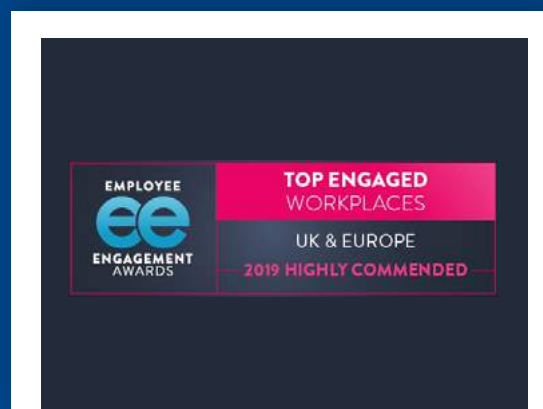 EMPLOYEE
ee
ENGAGEMENT
AWARDS
TOP ENGAGED
WORKPLACES
UK & EUROPE
2019 HIGHLY COMMENDED